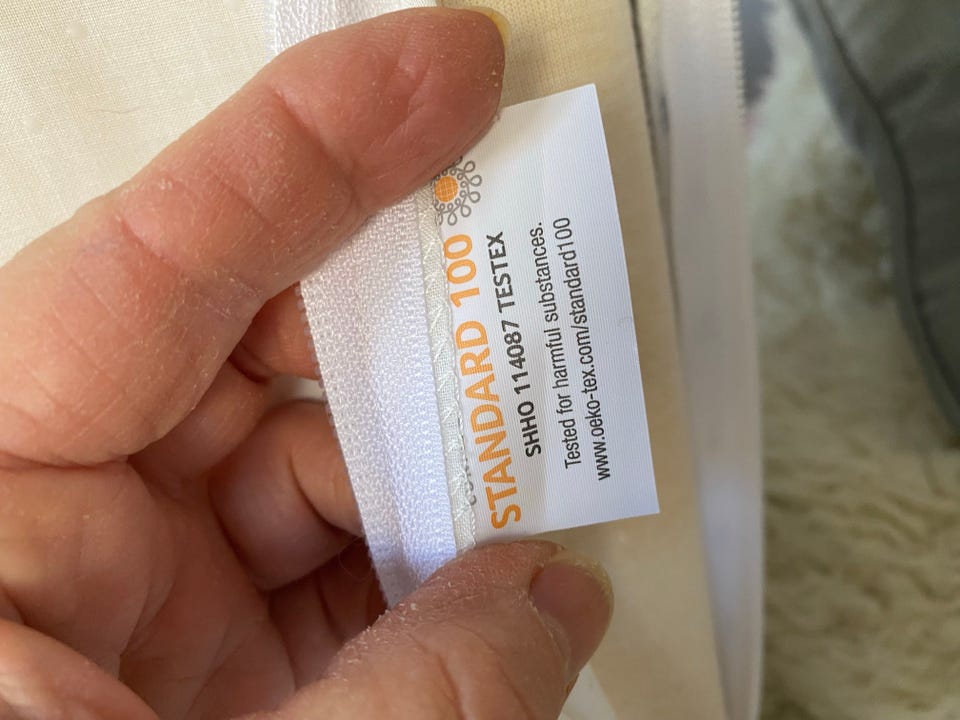 STANDARD 100
SHHO 114087 TESTEX
Tested for harmful substances.
www.oeko-tex.com/standard100